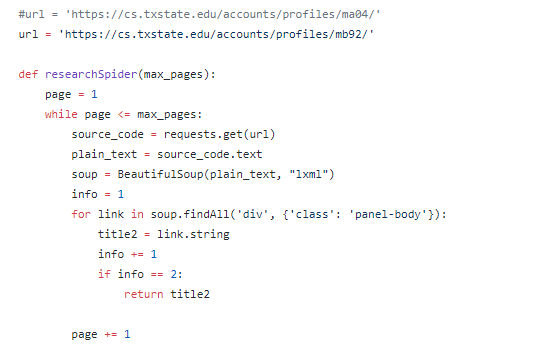 #url = 'https://cs.txstate.edu/accounts/profiles/ma04/'
url = 'https://cs.txstate.edu/accounts/profiles/mb92/'

def researchSpider(max_pages):
    page = 1
    while page <= max_pages:
        source_code = requests.get(url)
        plain_text = source_code.text
        soup = BeautifulSoup(plain_text, "lxml")
        info = 1
        for link in soup.findAll('div', {'class': 'panel-body'}):
            title2 = link.string
            info += 1
            if info == 2:
                return title2

        page += 1